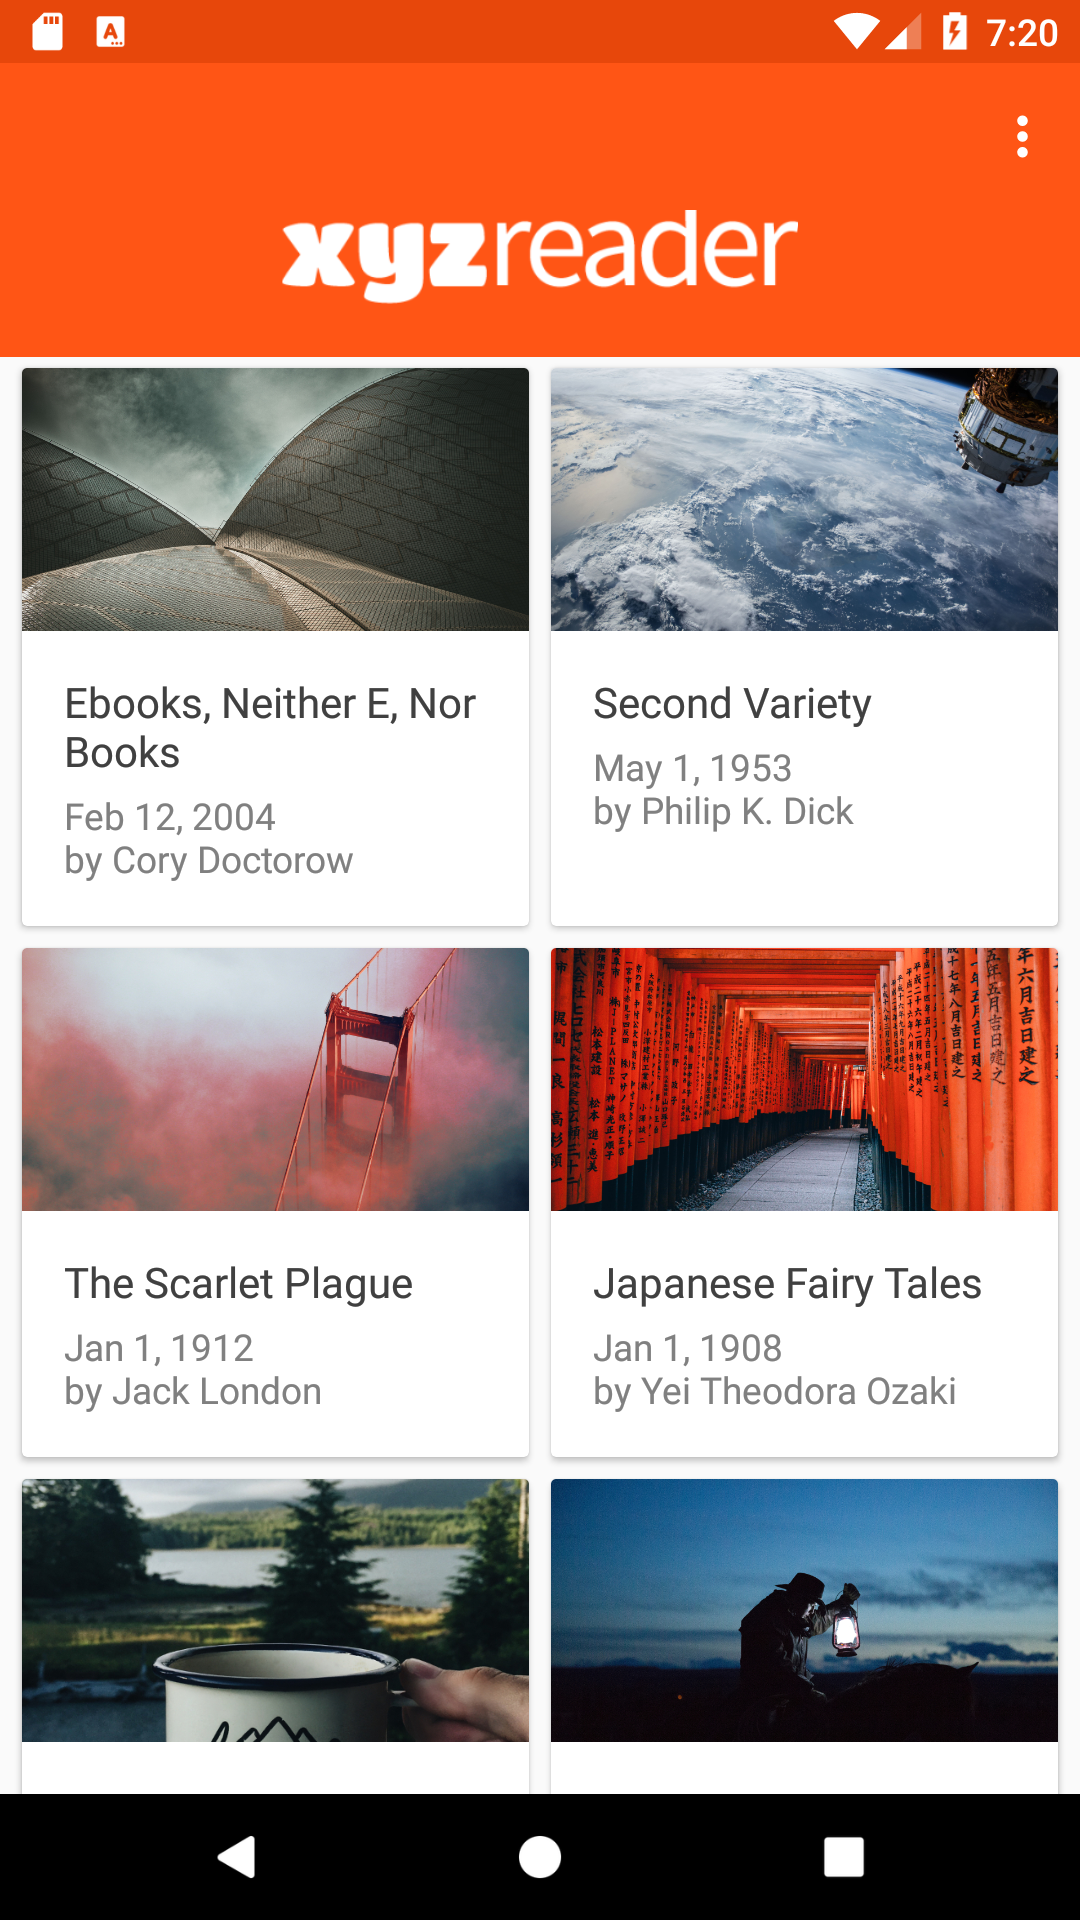 7:20
xyzreader
Ebooks, Neither E, Nor
Books
Feb 12, 2004
by Cory Doctorow
Second Variety
May 1, 1953
by Philip K. Dick
The Scarlet Plague
Jan 1, 1912
by Jack London
Japanese Fairy Tales
Jan 1, 1908
by Yei Theodora Ozaki